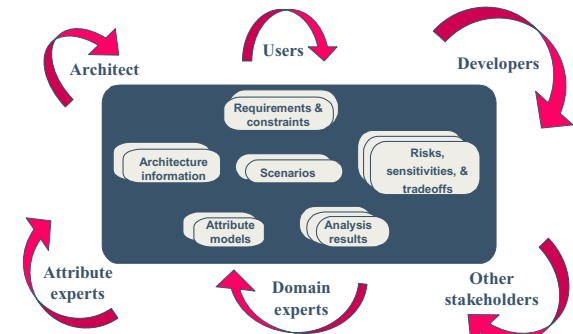 Users
Architect
Developers
Requirements &
constraints
Architecture
information
Scenarios
Risks,
sensitivities, &
tradeoffs
Attribute
models
Analysis
results
Attribute
experts
Domain
experts
Other
stakeholders